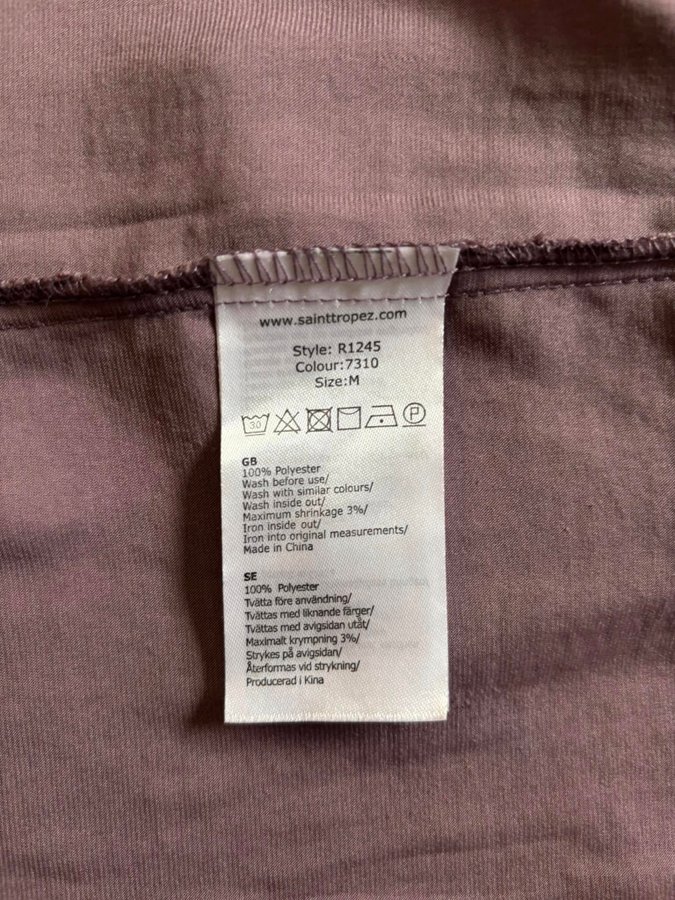 www.sainttropez.com
Style: R1245
Colour:7310
Size:M
30 P
GB
100% Polyester
Wash before use/
Wash with similar colours/
Wash inside out/
Maximum shrinkage 3%/
Iron inside out/
Iron into original measurements/
Made in China
SE
100% Polyester
Tvätta före användning/
Tvättas med liknande färger/
Tvättas med avigsidan utåt/
Maximalt krympning 3%/
Strykes på avigsidan/
Återformas vid strykning/
Producerad i Kina